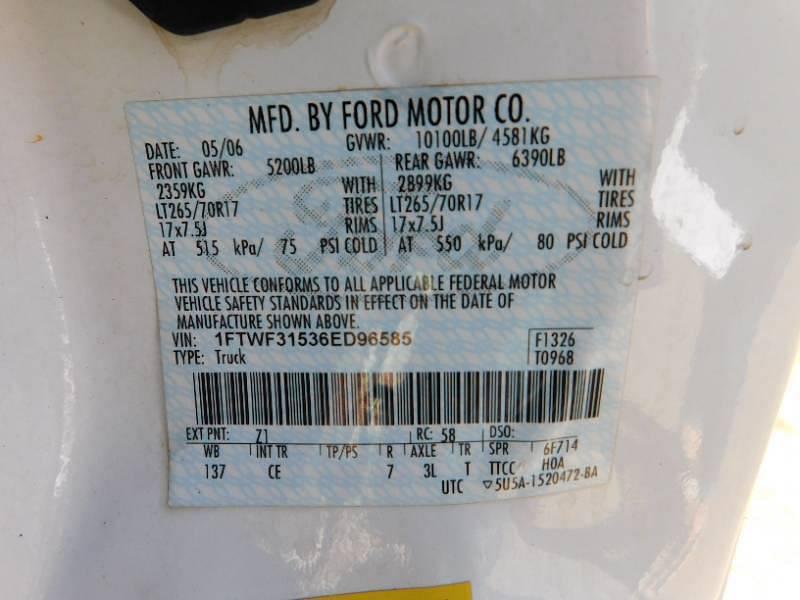 MFD. BY FORD MOTOR CO.
DATE: 05/06 GVWR: 10100LB/ 4581KG
FRONT GAWR: 5200LB REAR GAWR: 6390LB
2359KG WITH 2899KG WITH
LT265/70R17 TIRES LT265/70R17 TIRES
17x7.5J RIMS 17x7.5J RIMS
AT 515 kPa/ 75 PSI COLD AT 550 kPa/ 80 PSI COLD
THIS VEHICLE CONFORMS TO ALL APPLICABLE FEDERAL MOTOR
VEHICLE SAFETY STANDARDS IN EFFECT ON THE DATE OF
MANUFACTURE SHOWN ABOVE.
VIN: 1FTWF31536ED96585 F1326
TYPE: Truck T0968
EXT PNT: Z1 RC: 58 DSO:
WB INT TR TP/PS R AXLE TR SPR 6F714
137 CE 7 3L T TTCC H0A
UTC ▽5U5A-1520472-BA